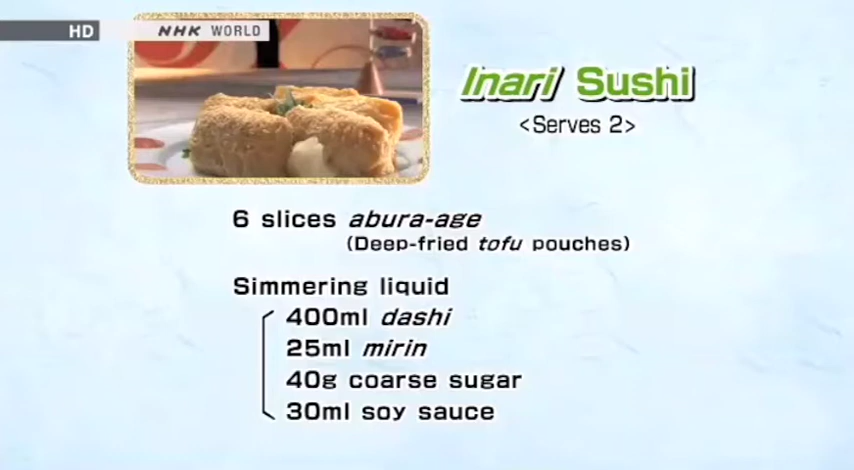 HD
NHK WORLD
Inari Sushi
<Serves 2>
6 slices abura-age
(Deep-fried tofu pouches)
Simmering liquid
400ml dashi
25ml mirin
40g coarse sugar
30ml soy sauce